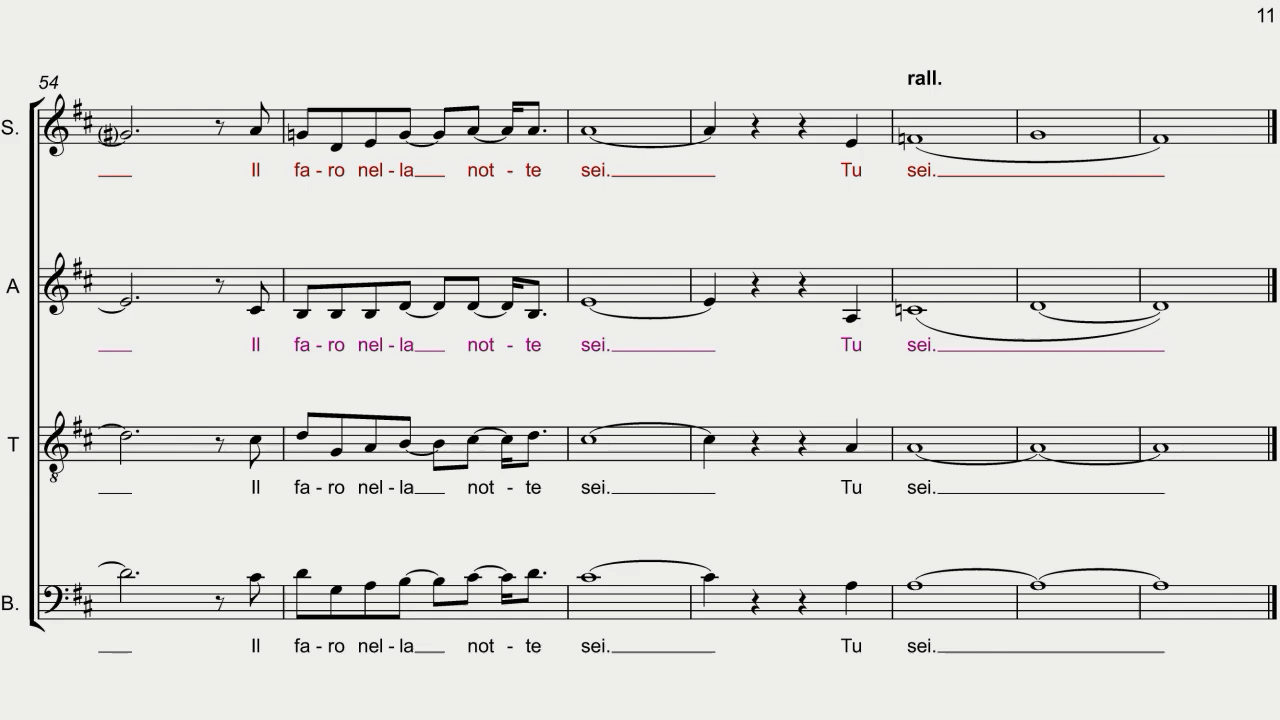 11
54
rall.
S.
Il fa - ro nel - la not - te sei. Tu sei.
A
Il fa - ro nel - la not - te sei. Tu sei.
T
Il fa - ro nel - la not - te sei. Tu sei.
B.
Il fa - ro nel - la not - te sei. Tu sei.